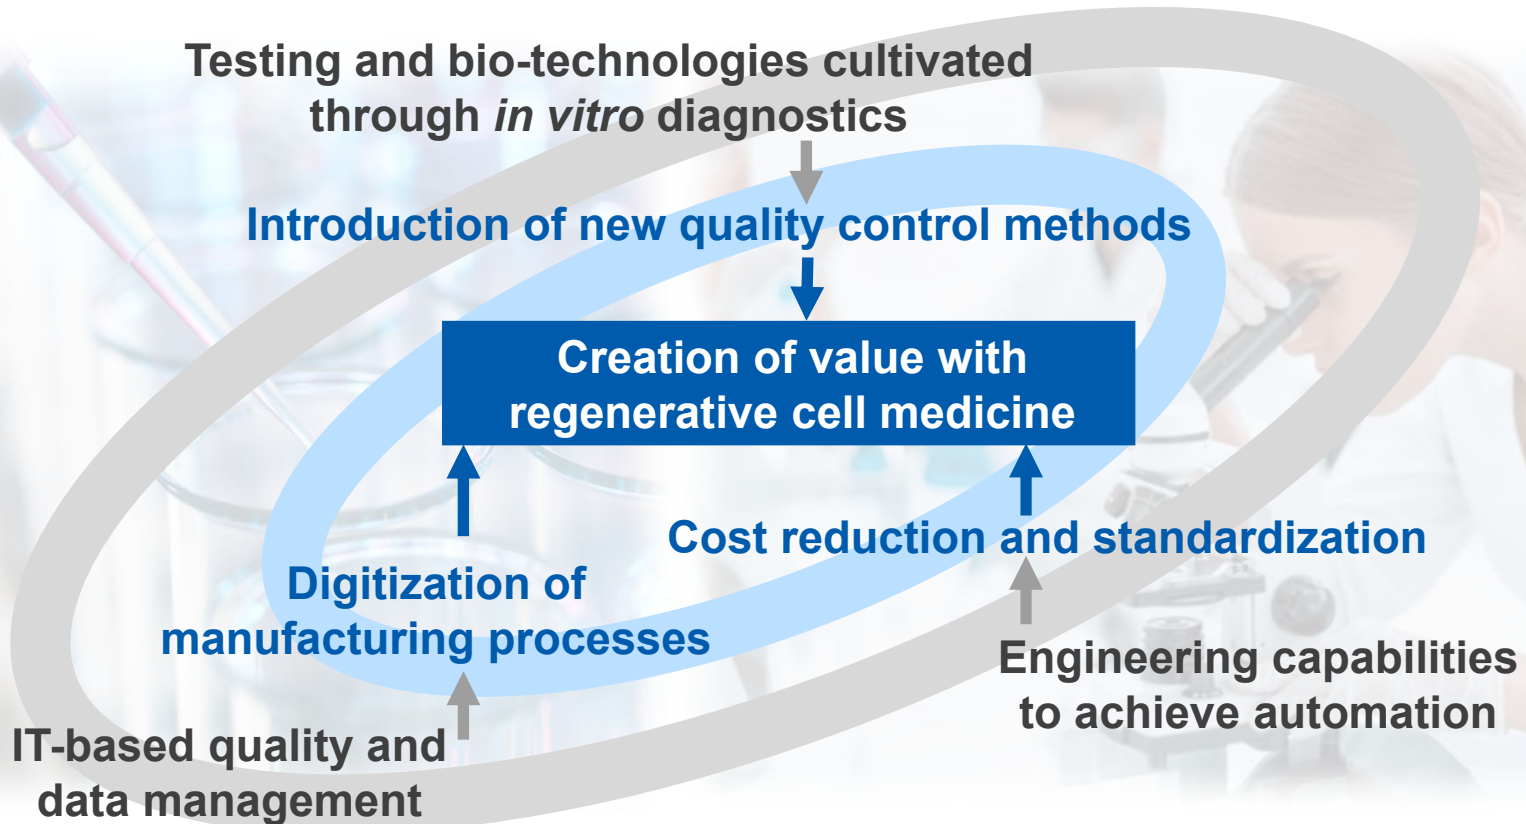 Testing and bio-technologies cultivated
through in vitro diagnostics
Introduction of new quality control methods
Creation of value with
regenerative cell medicine
Cost reduction and standardization
Digitization of
manufacturing processes
Engineering capabilities
to achieve automation
IT-based quality and
data management